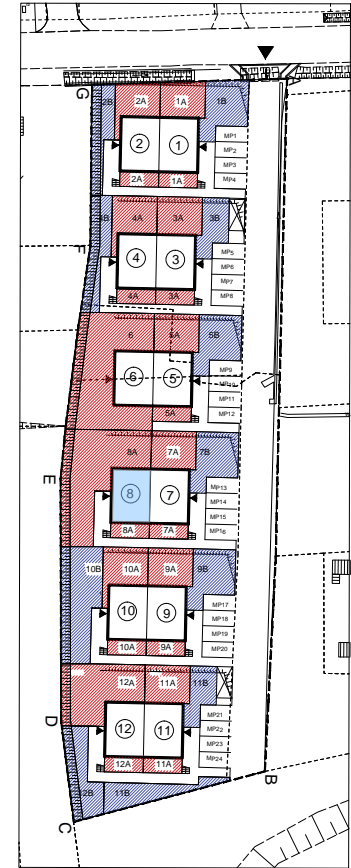 G
2B 2A 1A 1B
2 1
MP1
MP2
MP3
MP4
2A 1A
3B 4A 3A 3B
F
4 3
MP5
MP6
MP7
MP8
4A 3A
6 5A 5B
6 5
MP9
MP10
MP11
MP12
5A
8A 7A 7B
E
8 7
MP13
MP14
MP15
MP16
8A 7A
10B 10A 9A 9B
10 9
MP17
MP18
MP19
MP20
10A 9A
12A 11A 11B
D
12 11
MP21
MP22
MP23
MP24
12A 11A
B
12B 11B
C